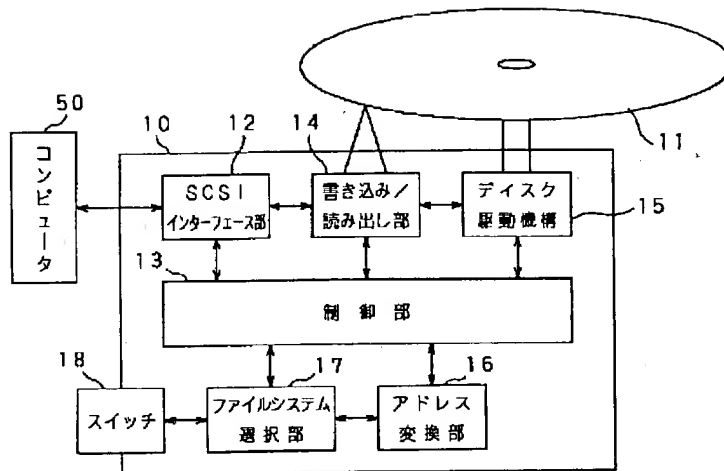 50
コンピュータ
10
12
SCSI
インターフェース部
14
書き込み／
読み出し部
11
ディスク
駆動機構
15
13
制御部
18
スイッチ
17
ファイルシステム
選択部
16
アドレス
変換部